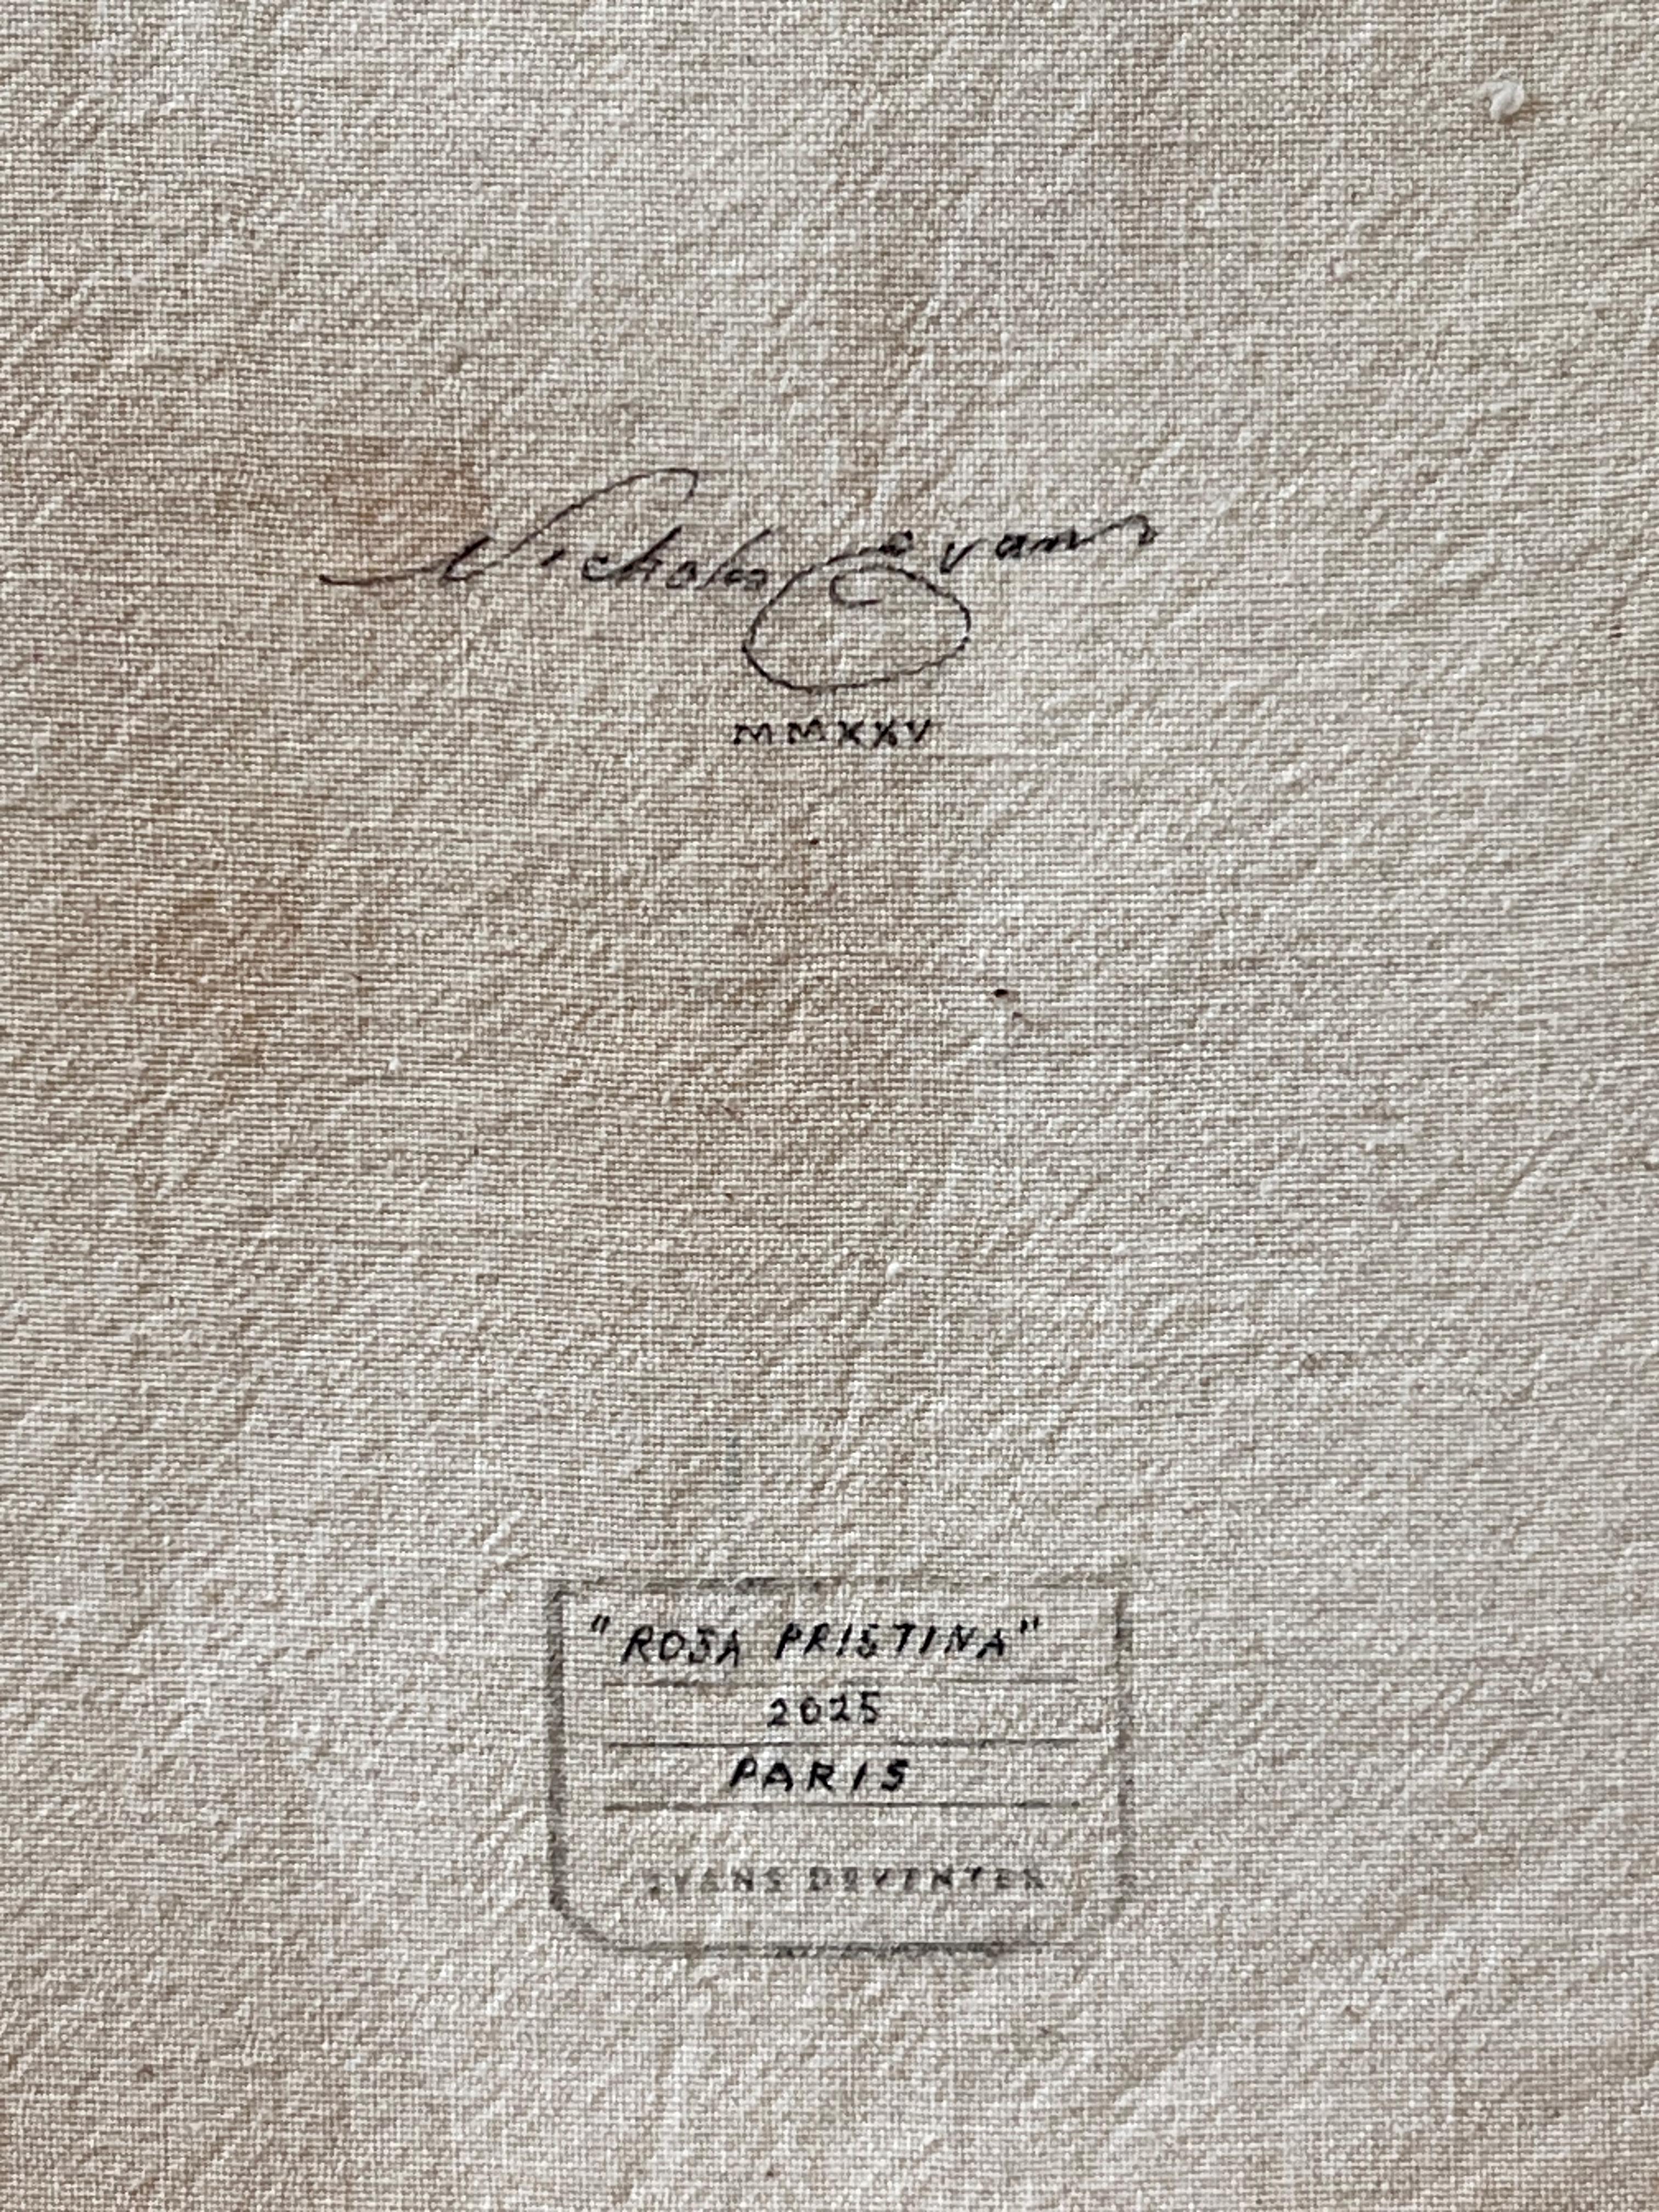 Nicholas Evans
MMXXV
"ROSA PRISTINA"
2025
PARIS
EVANS DEVENTER